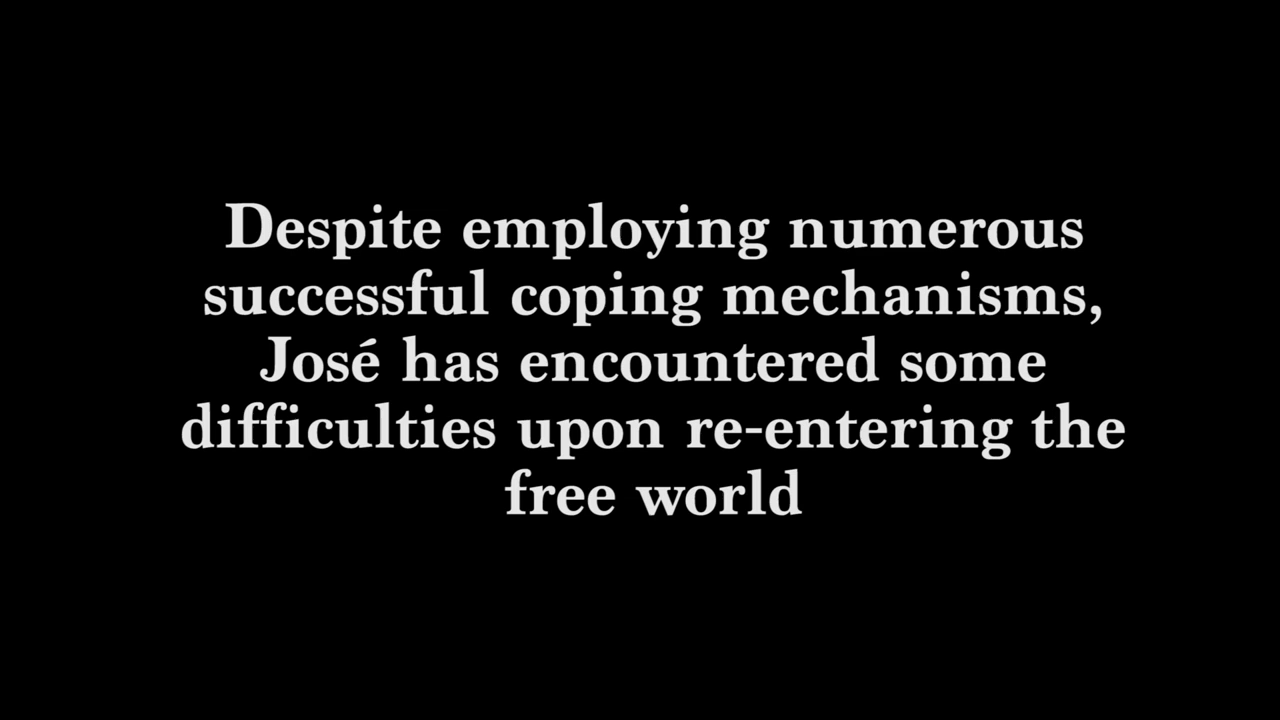 Despite employing numerous
successful coping mechanisms,
José has encountered some
difficulties upon re-entering the
free world